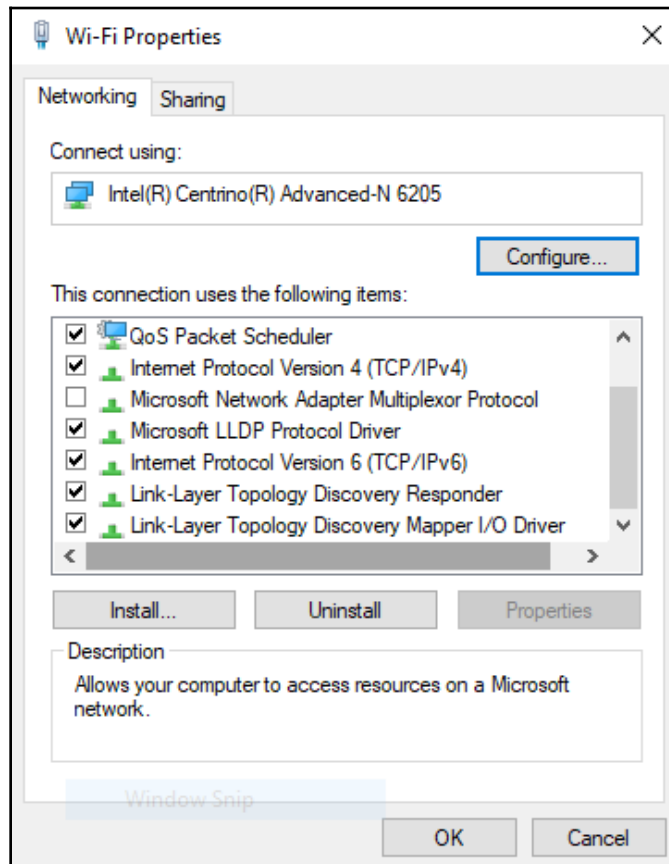 Wi-Fi Properties
Networking
Sharing
Connect using:
Intel(R) Centrino(R) Advanced-N 6205
Configure...
This connection uses the following items:
QoS Packet Scheduler
Internet Protocol Version 4 (TCP/IPv4)
Microsoft Network Adapter Multiplexor Protocol
Microsoft LLDP Protocol Driver
Internet Protocol Version 6 (TCP/IPv6)
Link-Layer Topology Discovery Responder
Link-Layer Topology Discovery Mapper I/O Driver
Install...
Uninstall
Properties
Description
Allows your computer to access resources on a Microsoft
network.
Window Snip
OK
Cancel